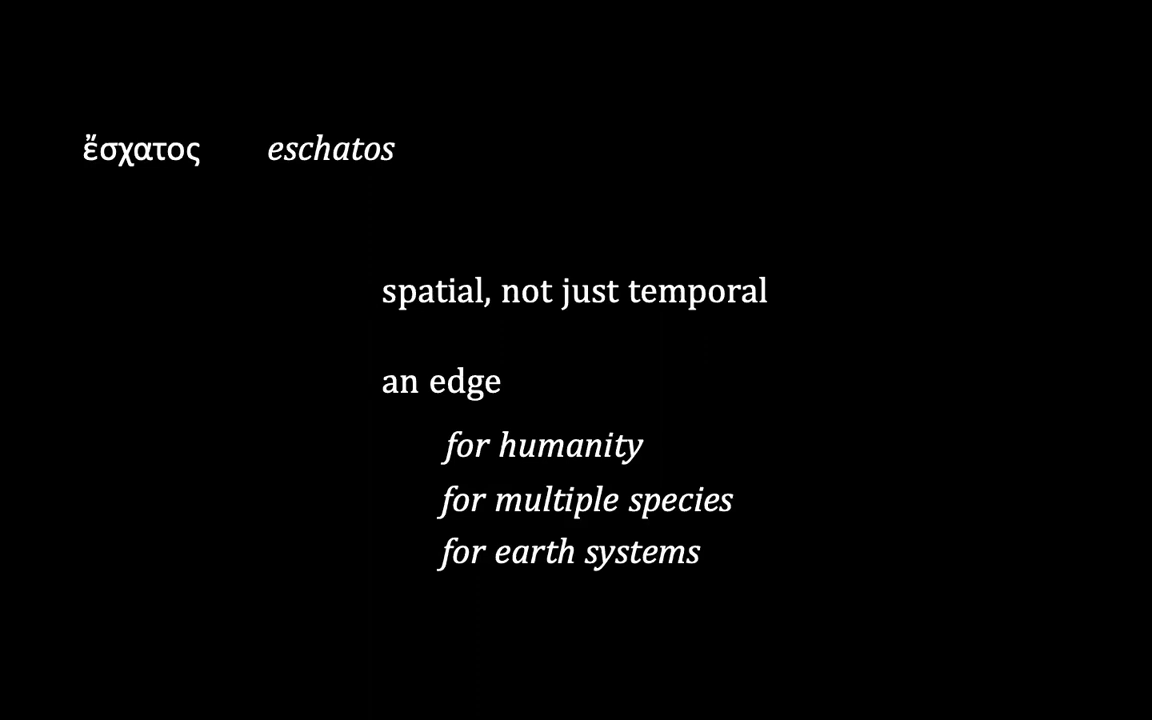 ἔσχατος eschatos
spatial, not just temporal
an edge
for humanity
for multiple species
for earth systems